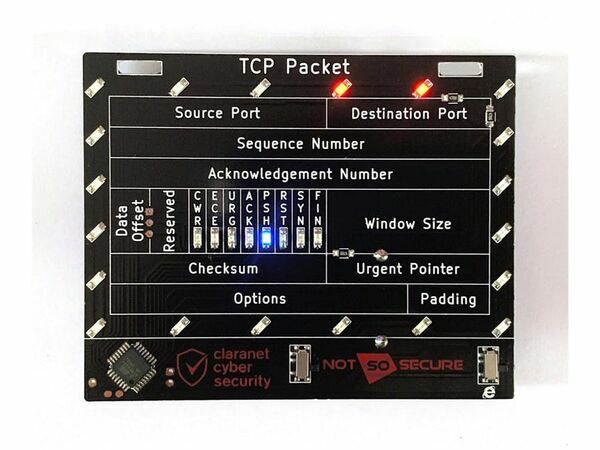 TCP Packet
Source Port
Destination Port
Sequence Number
Acknowledgement Number
Data
Offset
Reserved
CWR
ECE
URG
ACK
PSH
RST
SYN
FIN
Window Size
Checksum
Urgent Pointer
Options
Padding
claranet
cyber
security
NOT SO SECURE